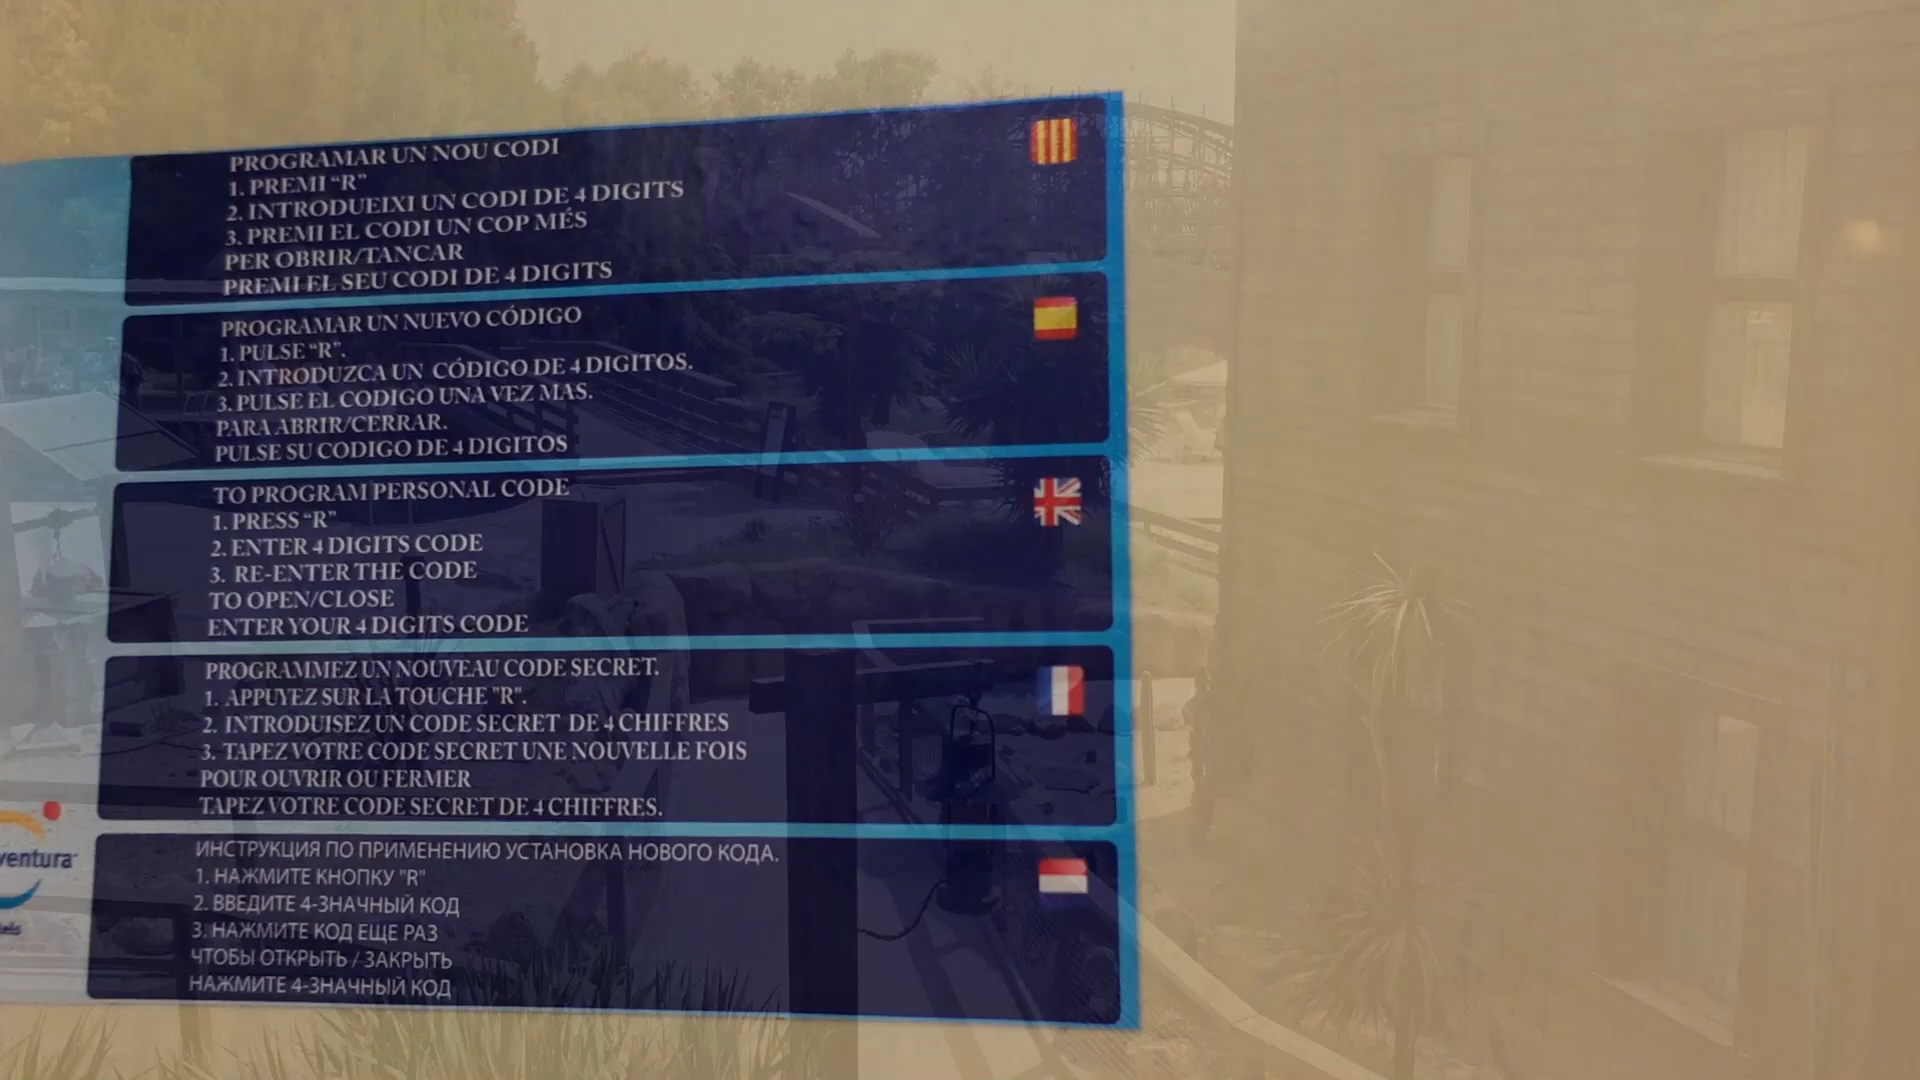 PROGRAMAR UN NOU CODI
1. PREMI “R”
2. INTRODUEIXI UN CODI DE 4 DIGITS
3. PREMI EL CODI UN COP MÉS
PER OBRIR/TANCAR
PREMI EL SEU CODI DE 4 DIGITS
PROGRAMAR UN NUEVO CÓDIGO
1. PULSE “R”.
2. INTRODUZCA UN CÓDIGO DE 4 DIGITOS.
3. PULSE EL CODIGO UNA VEZ MAS.
PARA ABRIR/CERRAR.
PULSE SU CODIGO DE 4 DIGITOS
TO PROGRAM PERSONAL CODE
1. PRESS “R”
2. ENTER 4 DIGITS CODE
3. RE-ENTER THE CODE
TO OPEN/CLOSE
ENTER YOUR 4 DIGITS CODE
PROGRAMMEZ UN NOUVEAU CODE SECRET.
1. APPUYEZ SUR LA TOUCHE "R".
2. INTRODUISEZ UN CODE SECRET DE 4 CHIFFRES
3. TAPEZ VOTRE CODE SECRET UNE NOUVELLE FOIS
POUR OUVRIR OU FERMER
TAPEZ VOTRE CODE SECRET DE 4 CHIFFRES.
ventura
ИНСТРУКЦИЯ ПО ПРИМЕНЕНИЮ УСТАНОВКА НОВОГО КОДА.
1. НАЖМИТЕ КНОПКУ "R"
2. ВВЕДИТЕ 4-ЗНАЧНЫЙ КОД
3. НАЖМИТЕ КОД ЕЩЕ РАЗ
ЧТОБЫ ОТКРЫТЬ / ЗАКРЫТЬ
НАЖМИТЕ 4-ЗНАЧНЫЙ КОД